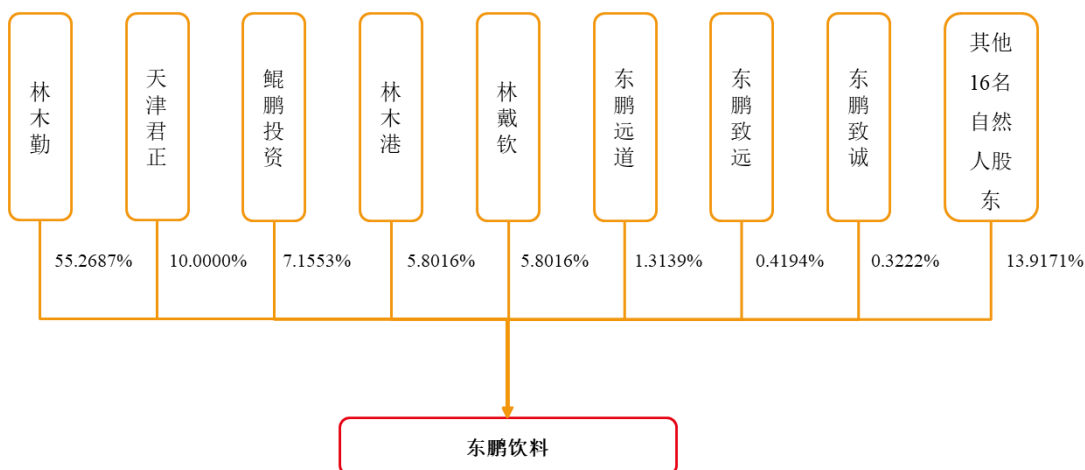 林木勤
天津君正
鲲鹏投资
林木港
林戴钦
东鹏远道
东鹏致远
东鹏致诚
其他
16名
自然
人股
东
55.2687%
10.0000%
7.1553%
5.8016%
5.8016%
1.3139%
0.4194%
0.3222%
13.9171%
东鹏饮料